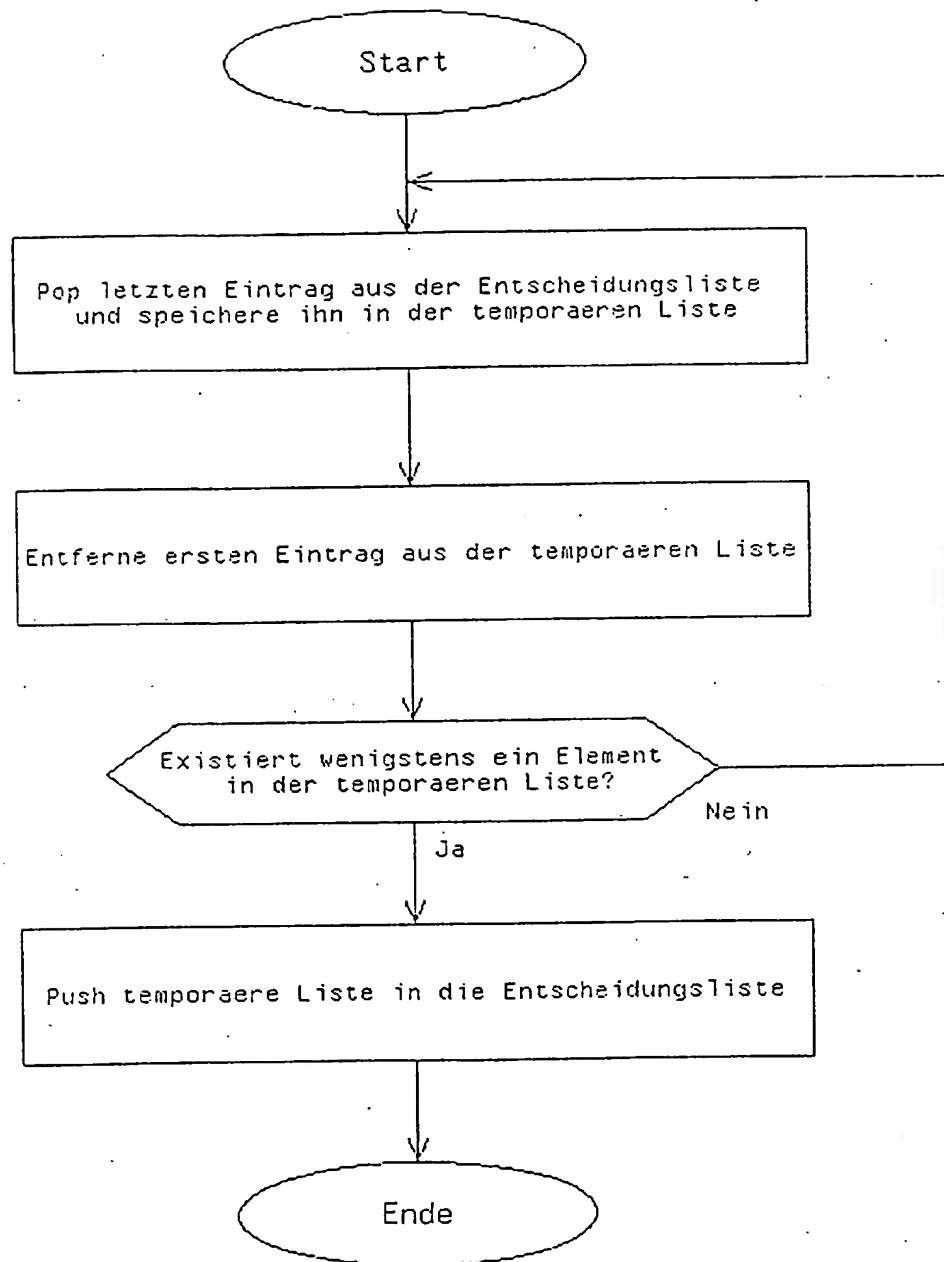 Start
Pop letzten Eintrag aus der Entscheidungsliste
und speichere ihn in der temporaeren Liste
Entferne ersten Eintrag aus der temporaeren Liste
Existiert wenigstens ein Element
in der temporaeren Liste?
Nein
Ja
Push temporaere Liste in die Entscheidungsliste
Ende